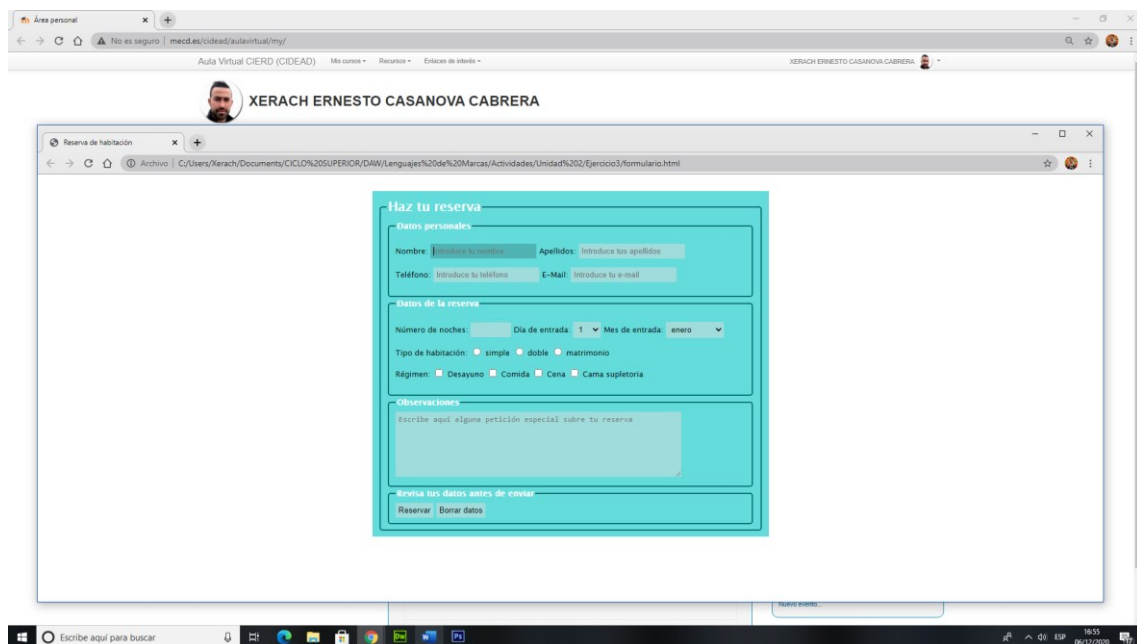 Área personal
No es seguro | mecd.es/cidead/aulavirtual/my/
Aula Virtual CIERD (CIDEAD) Mis cursos Recursos Enlaces de interés XERACH ERNESTO CASANOVA CABRERA
XERACH ERNESTO CASANOVA CABRERA
Reserva de habitación
Archivo | C:/Users/Xerach/Documents/CICLO%20SUPERIOR/DAW/Lenguajes%20de%20Marcas/Actividades/Unidad%202/Ejercicio3/formulario.html
Haz tu reserva
Datos personales
Nombre: Introduce tu nombre Apellidos: Introduce tus apellidos
Teléfono: Introduce tu teléfono E-Mail: Introduce tu e-mail
Datos de la reserva
Número de noches: Día de entrada: 1 Mes de entrada: enero
Tipo de habitación: simple doble matrimonio
Régimen: Desayuno Comida Cena Cama supletoria
Observaciones
Escribe aquí alguna petición especial sobre tu reserva
Revisa tus datos antes de enviar
Reservar Borrar datos
Nuevo evento...
Escribe aquí para buscar
Dw
Ps
ESP
16:55
06/12/2020